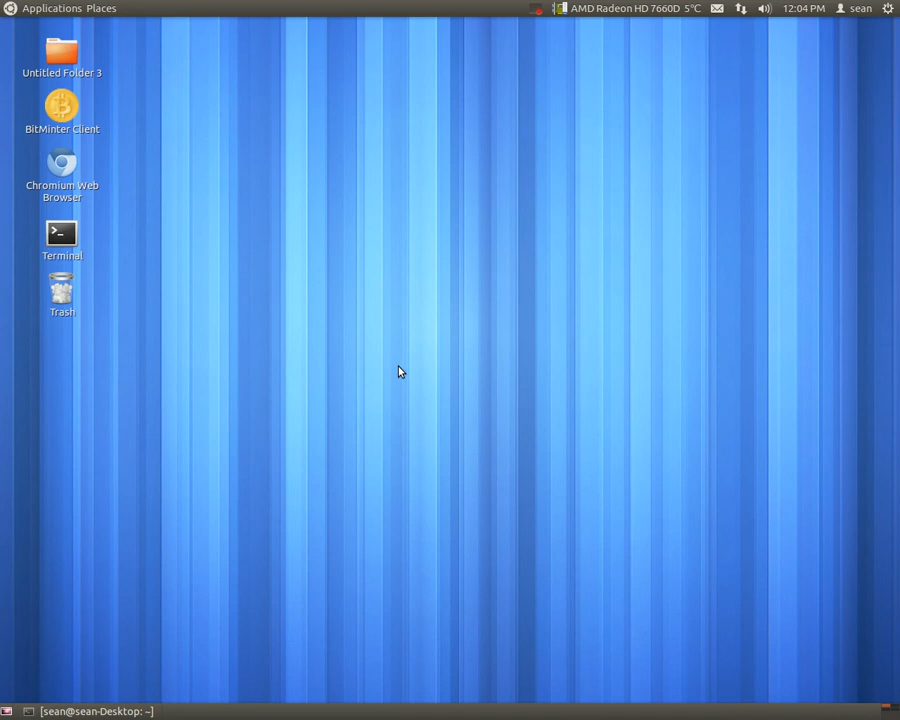 Applications Places
AMD Radeon HD 7660D 5°C
12:04 PM
sean
Untitled Folder 3
BitMinter Client
Chromium Web
Browser
>_
Terminal
Trash
[sean@sean-Desktop: ~]